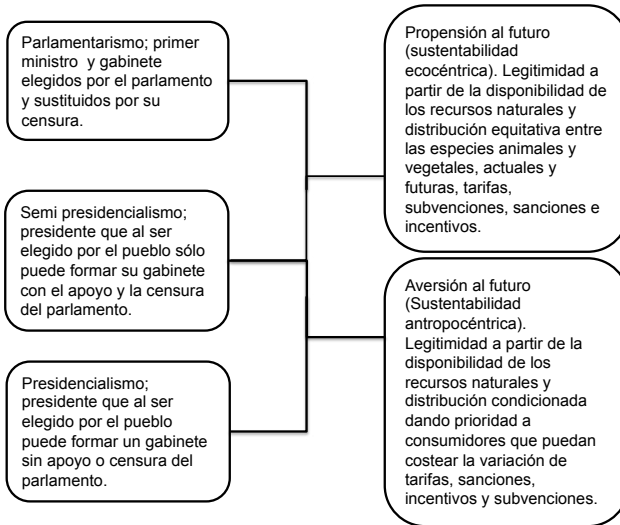 Parlamentarismo; primer
ministro y gabinete
elegidos por el parlamento
y sustituidos por su
censura.
Semi presidencialismo;
presidente que al ser
elegido por el pueblo sólo
puede formar su gabinete
con el apoyo y la censura
del parlamento.
Presidencialismo;
presidente que al ser
elegido por el pueblo
puede formar un gabinete
sin apoyo o censura del
parlamento.
Propensión al futuro
(sustentabilidad
ecocéntrica). Legitimidad a
partir de la disponibilidad de
los recursos naturales y
distribución equitativa entre
las especies animales y
vegetales, actuales y
futuras, tarifas,
subvenciones, sanciones e
incentivos.
Aversión al futuro
(Sustentabilidad
antropocéntrica).
Legitimidad a partir de la
disponibilidad de los
recursos naturales y
distribución condicionada
dando prioridad a
consumidores que puedan
costear la variación de
tarifas, sanciones,
incentivos y subvenciones.